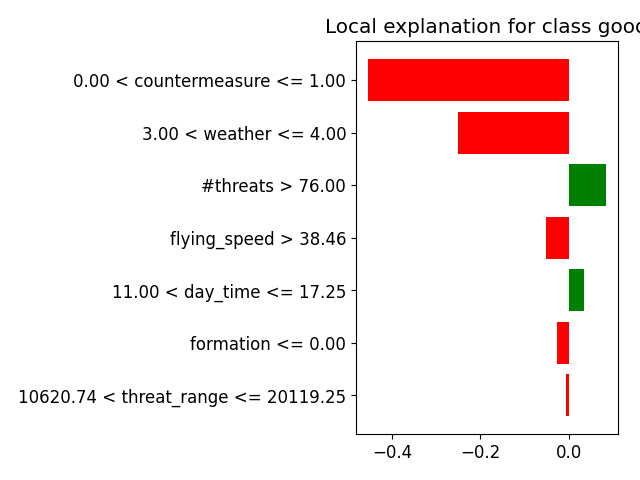 Local explanation for class good
0.00 < countermeasure <= 1.00
3.00 < weather <= 4.00
#threats > 76.00
flying_speed > 38.46
11.00 < day_time <= 17.25
formation <= 0.00
10620.74 < threat_range <= 20119.25
−0.4 −0.2 0.0